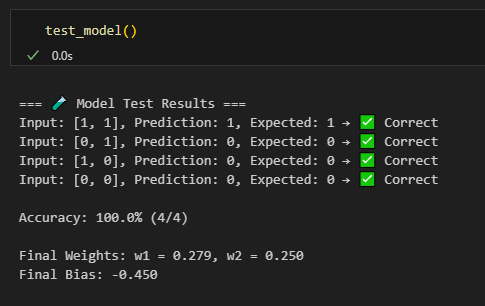 test_model()
✓ 0.0s
=== 🧪 Model Test Results ===
Input: [1, 1], Prediction: 1, Expected: 1 → ✅ Correct
Input: [0, 1], Prediction: 0, Expected: 0 → ✅ Correct
Input: [1, 0], Prediction: 0, Expected: 0 → ✅ Correct
Input: [0, 0], Prediction: 0, Expected: 0 → ✅ Correct
Accuracy: 100.0% (4/4)
Final Weights: w1 = 0.279, w2 = 0.250
Final Bias: -0.450